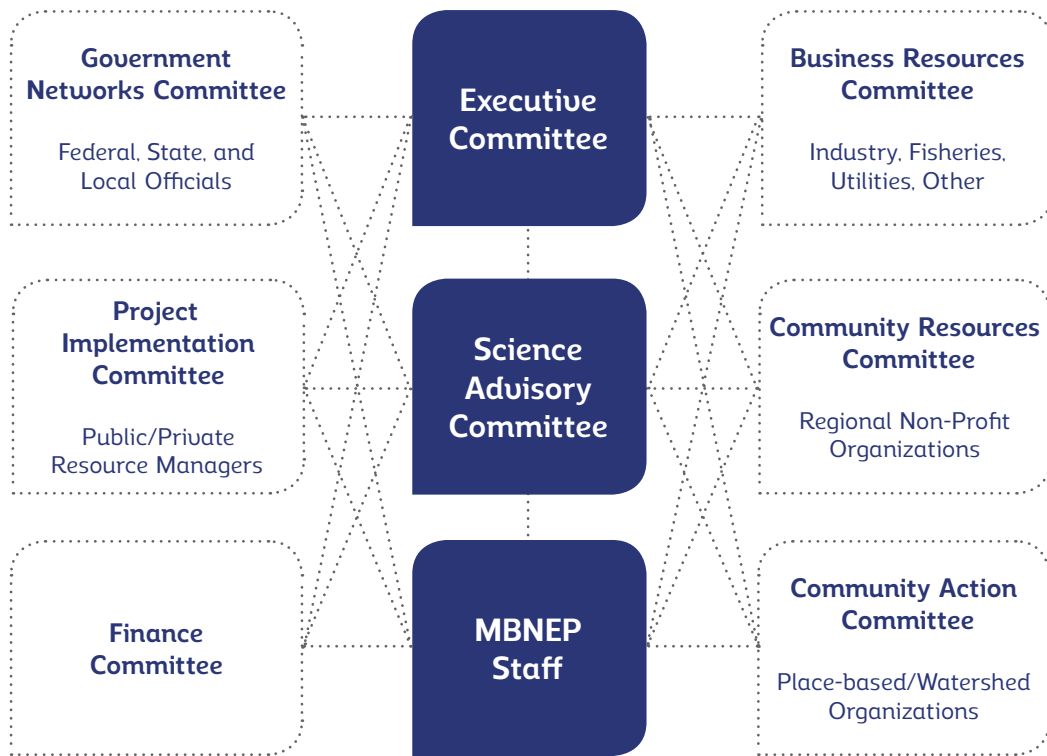 Government
Networks Committee
Federal, State, and
Local Officials
Executive
Committee
Business Resources
Committee
Industry, Fisheries,
Utilities, Other
Project
Implementation
Committee
Public/Private
Resource Managers
Science
Advisory
Committee
Community Resources
Committee
Regional Non-Profit
Organizations
Finance
Committee
MBNEP
Staff
Community Action
Committee
Place-based/Watershed
Organizations